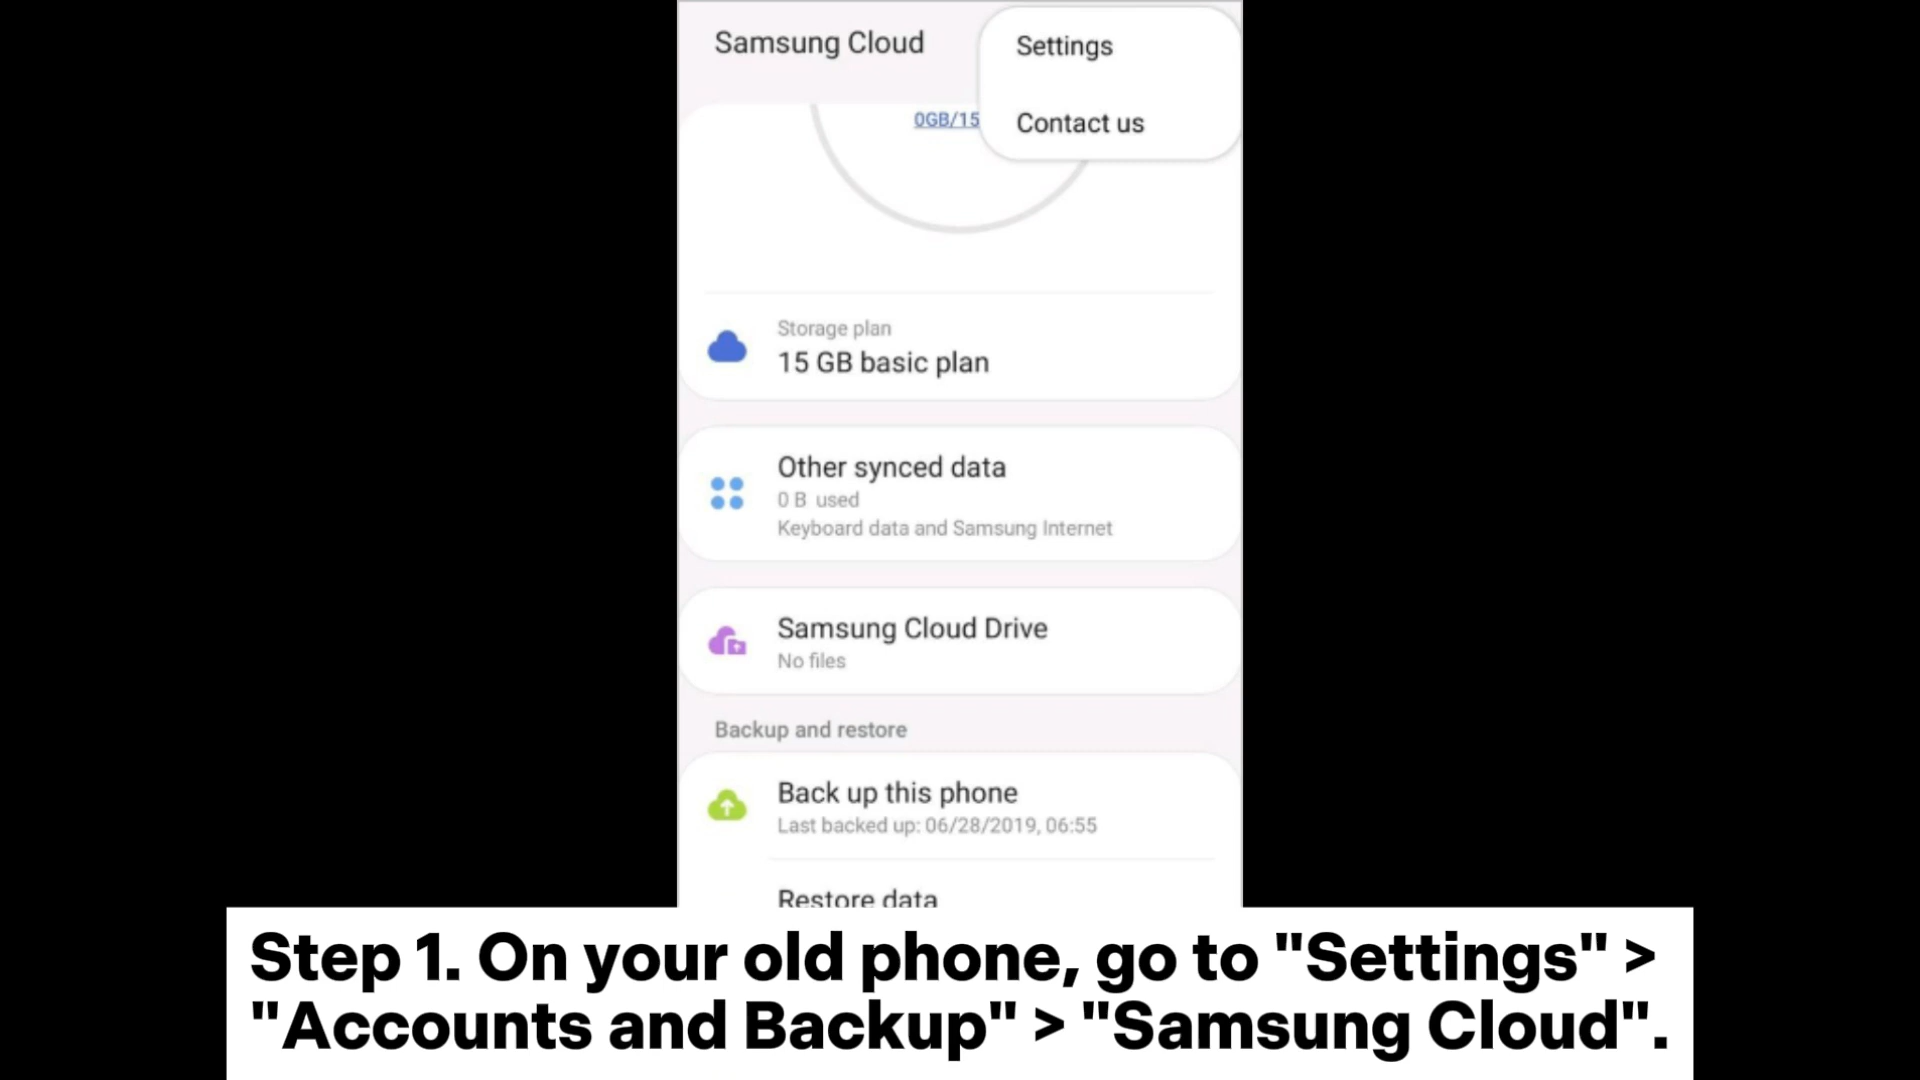 Samsung Cloud
Settings
Contact us
0GB/15
Storage plan
15 GB basic plan
Other synced data
0 B used
Keyboard data and Samsung Internet
Samsung Cloud Drive
No files
Backup and restore
Back up this phone
Last backed up: 06/28/2019, 06:55
Restore data
Step 1. On your old phone, go to "Settings" >
"Accounts and Backup" > "Samsung Cloud".